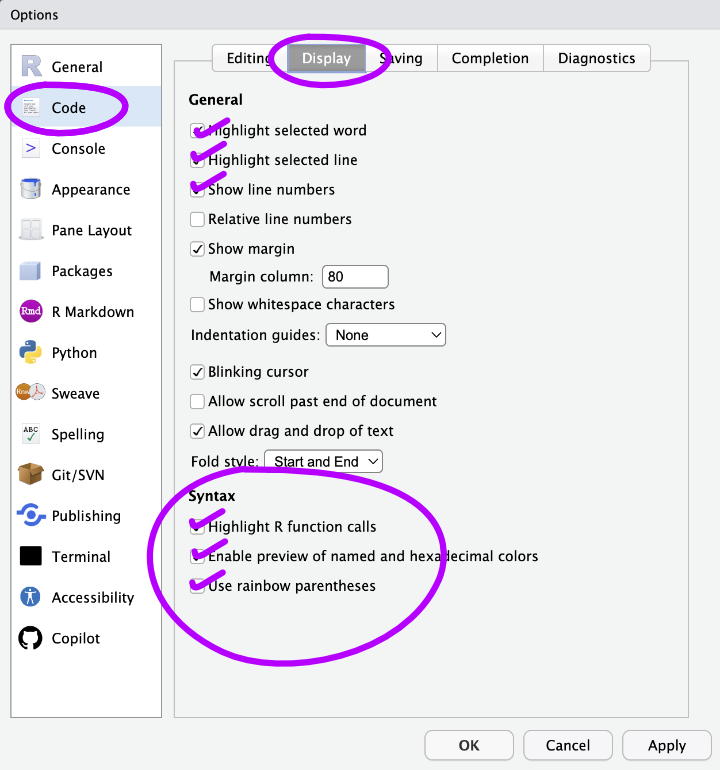 Options
General
Code
Console
Appearance
Pane Layout
Packages
Rmd R Markdown
Python
Rnw Sweave
ABC Spelling
Git/SVN
Publishing
Terminal
Accessibility
Copilot
Editing Display Saving Completion Diagnostics
General
Highlight selected word
Highlight selected line
Show line numbers
Relative line numbers
Show margin
Margin column: 80
Show whitespace characters
Indentation guides: None
Blinking cursor
Allow scroll past end of document
Allow drag and drop of text
Fold style: Start and End
Syntax
Highlight R function calls
Enable preview of named and hexadecimal colors
Use rainbow parentheses
OK Cancel Apply